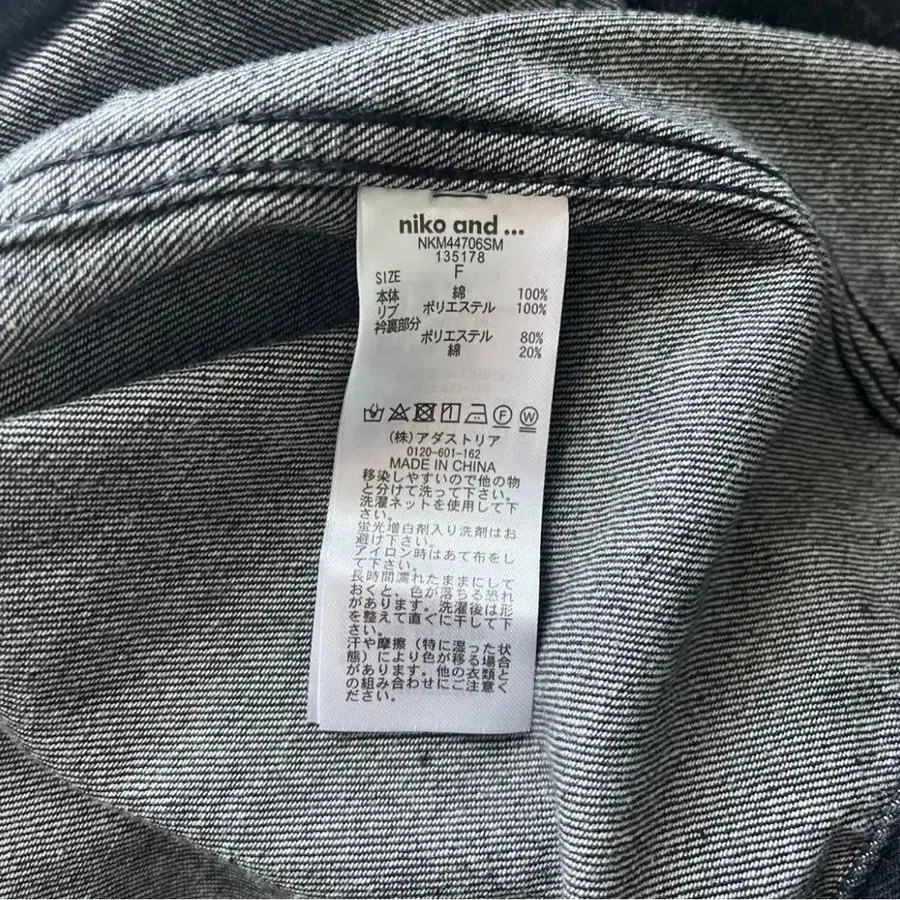 niko and ...
NKM44706SM
135178
SIZE F
本体 綿 100%
リブ ポリエステル 100%
衿裏部分
ポリエステル 80%
綿 20%
F W
(株)アダストリア
0120-601-162
MADE IN CHINA
移染しやすいので他の物
と分けて洗って下さい。
洗濯ネットを使用して下
さい。
蛍光増白剤入り洗剤はお
避け下さい。
アイロン時はあて布をし
て下さい。
長時間濡れたままにして
おくと、色が落ちる恐れ
があります。洗濯後は形
を整えて直ぐに干して下
さい。
汗や摩擦(特に湿った状
態)により色が移る場合
があります。他の衣類と
の組み合わせにご注意く
ださい。